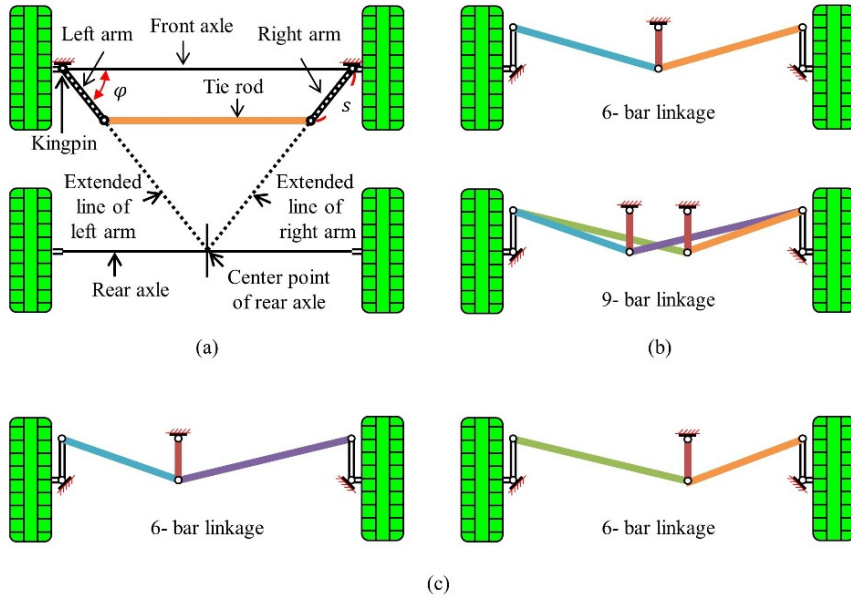 Left arm
Front axle
Right arm
φ
Tie rod
s
Kingpin
Extended
line of
left arm
Extended
line of
right arm
Rear axle
Center point
of rear axle
(a)
6- bar linkage
9-bar linkage
(b)
6- bar linkage
6- bar linkage
(c)